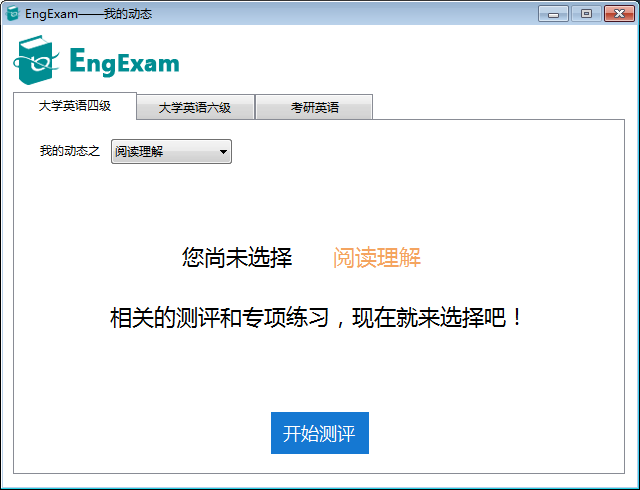 EngExam——我的动态
EngExam
大学英语四级 大学英语六级 考研英语
我的动态之 阅读理解
您尚未选择 阅读理解
相关的测评和专项练习，现在就来选择吧！
开始测评